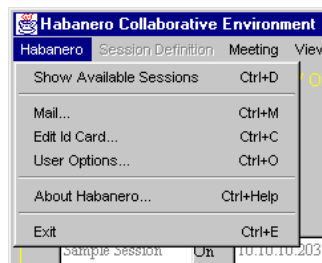 Habanero Collaborative Environment
Habanero Session Definition Meeting View
Show Available Sessions Ctrl+D
Mail... Ctrl+M
Edit Id Card... Ctrl+C
User Options... Ctrl+O
About Habanero... Ctrl+Help
Exit Ctrl+E
Sample Session On 10.10.10.203